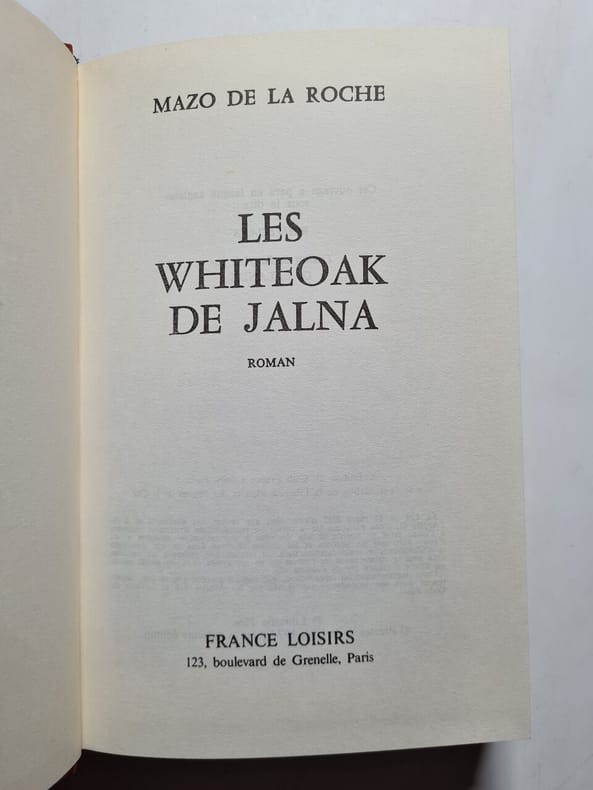 MAZO DE LA ROCHE
LES
WHITEOAK
DE JALNA
ROMAN
FRANCE LOISIRS
123, boulevard de Grenelle, Paris